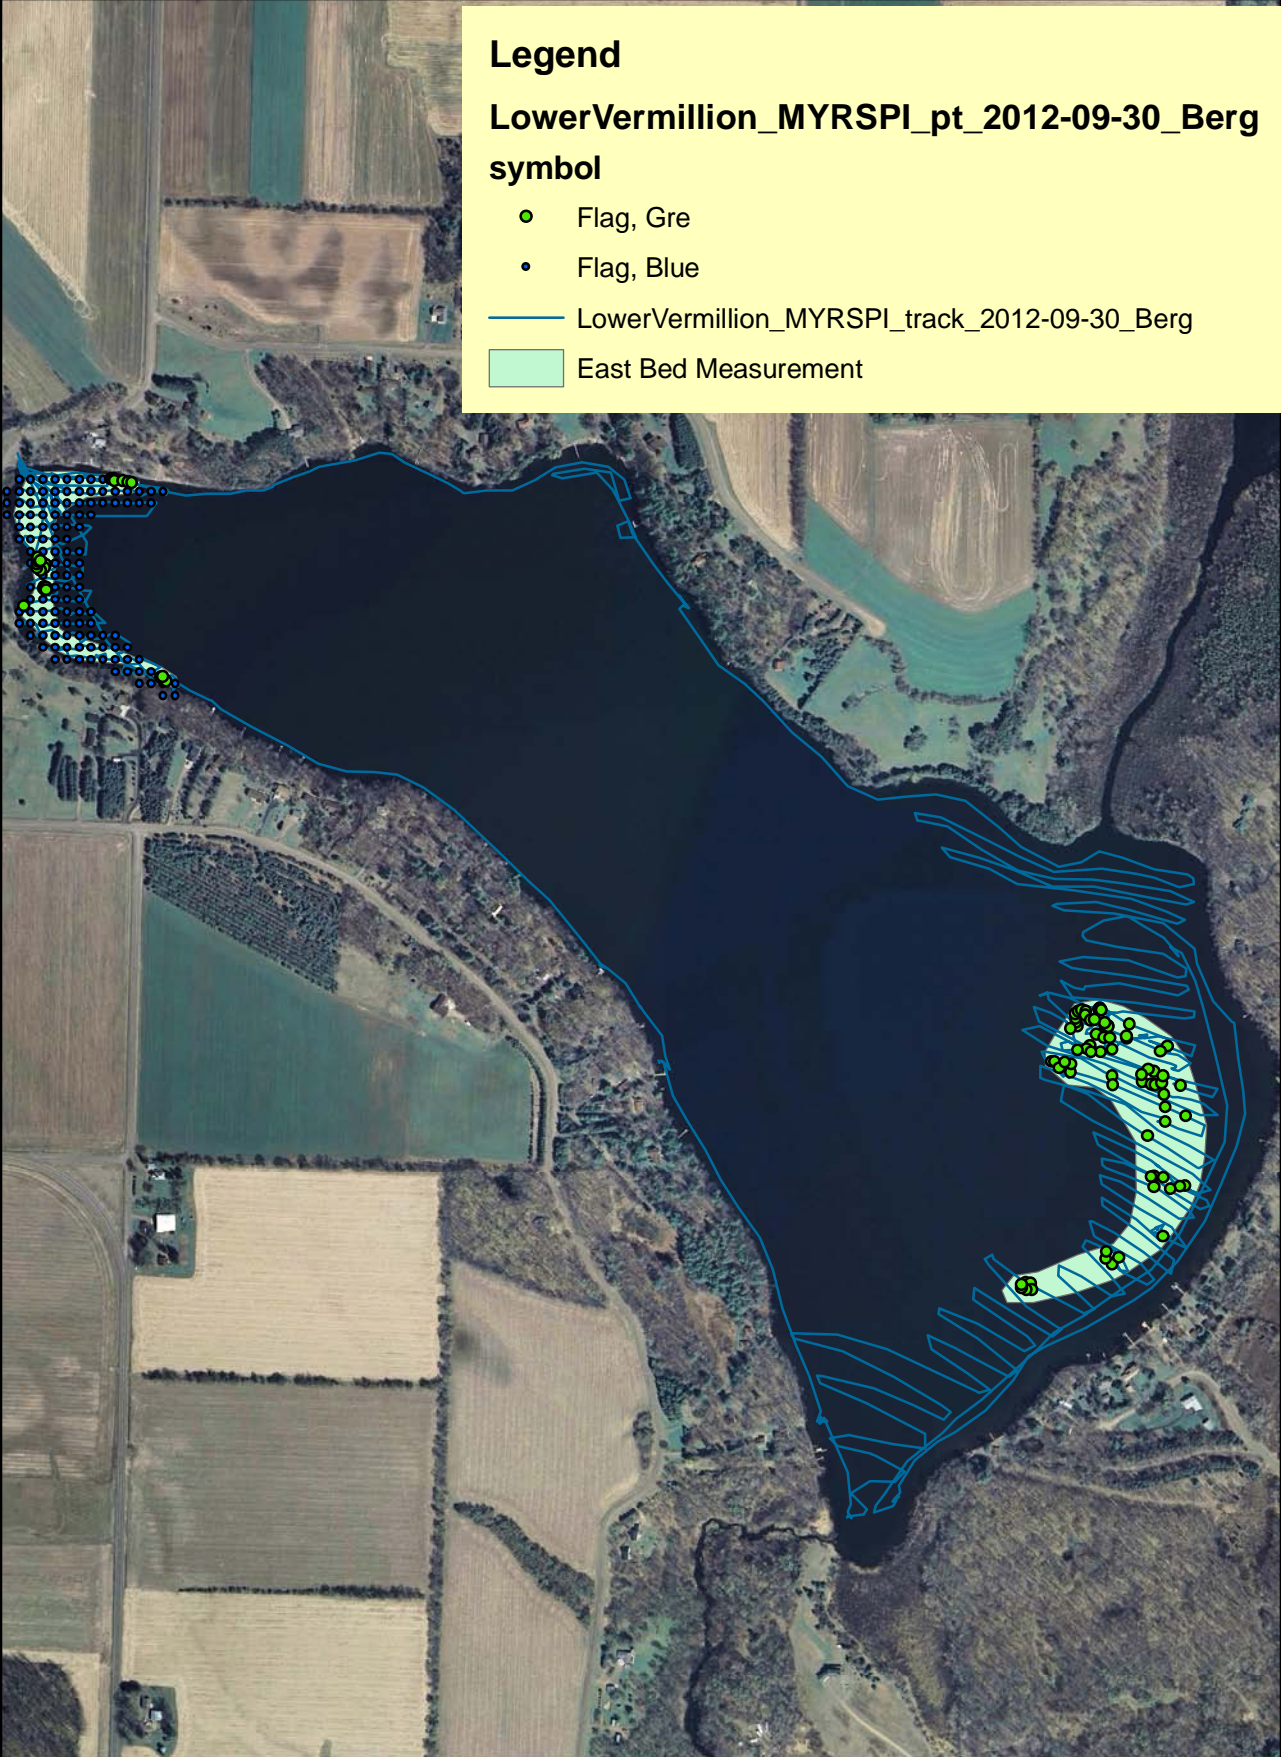 Legend
LowerVermillion_MYRSPI_pt_2012-09-30_Berg
symbol
Flag, Gre
Flag, Blue
LowerVermillion_MYRSPI_track_2012-09-30_Berg
East Bed Measurement